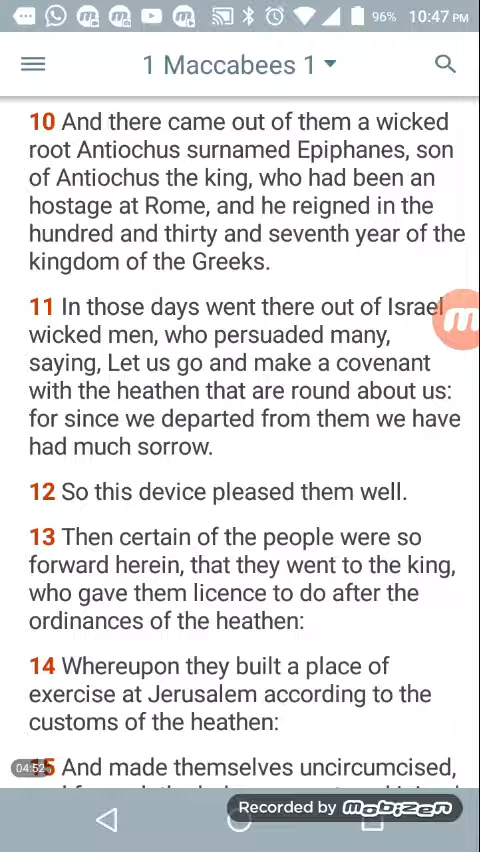 96% 10:47 PM
1 Maccabees 1
10 And there came out of them a wicked
root Antiochus surnamed Epiphanes, son
of Antiochus the king, who had been an
hostage at Rome, and he reigned in the
hundred and thirty and seventh year of the
kingdom of the Greeks.
11 In those days went there out of Israel
wicked men, who persuaded many,
saying, Let us go and make a covenant
with the heathen that are round about us:
for since we departed from them we have
had much sorrow.
12 So this device pleased them well.
13 Then certain of the people were so
forward herein, that they went to the king,
who gave them licence to do after the
ordinances of the heathen:
14 Whereupon they built a place of
exercise at Jerusalem according to the
customs of the heathen:
04:52
15 And made themselves uncircumcised,
Recorded by mobizen